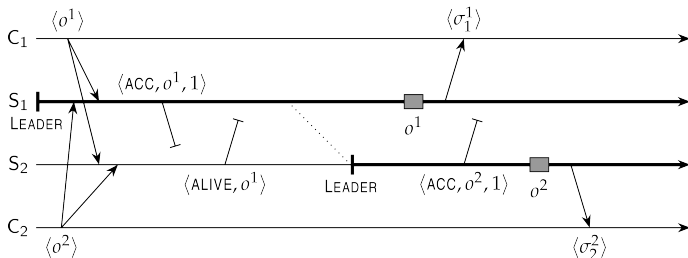 ⟨o¹⟩
⟨σ₁¹⟩
C₁
⟨ACC, o¹, 1⟩
S₁
LEADER
o¹
S₂
⟨ALIVE, o¹⟩
LEADER
⟨ACC, o², 1⟩
o²
C₂
⟨o²⟩
⟨σ₂²⟩